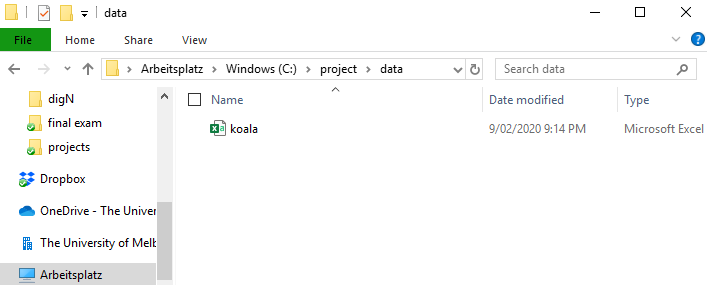 data
File Home Share View
Arbeitsplatz Windows (C:) project data Search data
digN
final exam
projects
Dropbox
OneDrive - The Univer
The University of Melb
Arbeitsplatz
Name Date modified Type
koala 9/02/2020 9:14 PM Microsoft Excel